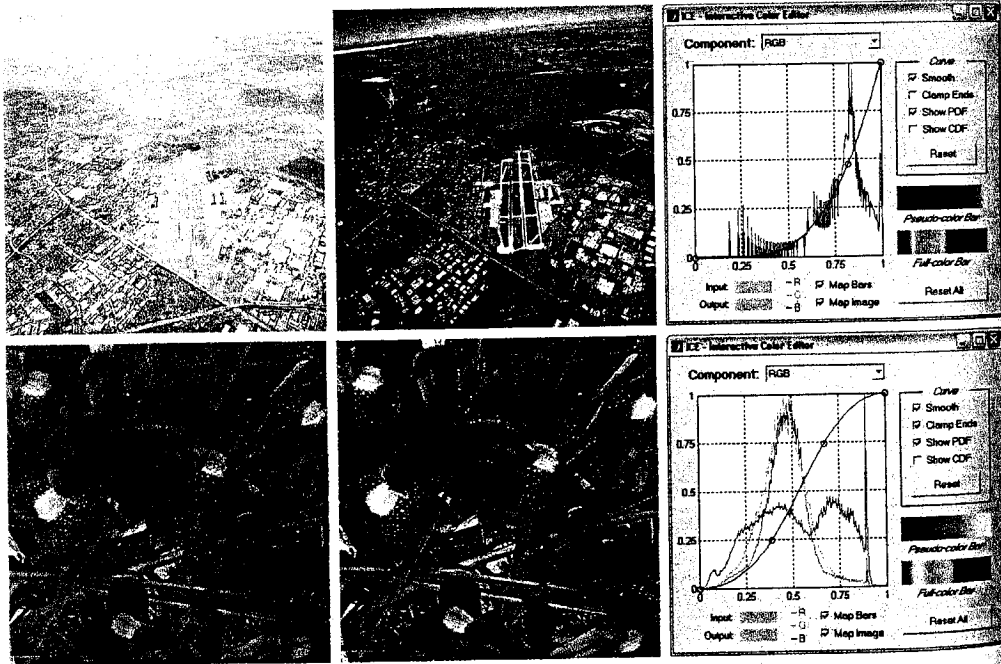 ICE - Interactive Color Editor
Component: RGB
Curve
Smooth
Clamp Ends
Show PDF
Show CDF
Reset
Pseudo-color Bar
Full-color Bar
1
0.75
0.5
0.25
0
0.25 0.5 0.75 1
Input: R Map Bars
G
Output: B Map Image
Reset All
ICE - Interactive Color Editor
Component: RGB
Curve
Smooth
Clamp Ends
Show PDF
Show CDF
Reset
Pseudo-color Bar
Full-color Bar
1
0.75
0.5
0.25
0
0.25 0.5 0.75 1
Input: R Map Bars
G
Output: B Map Image
Reset All